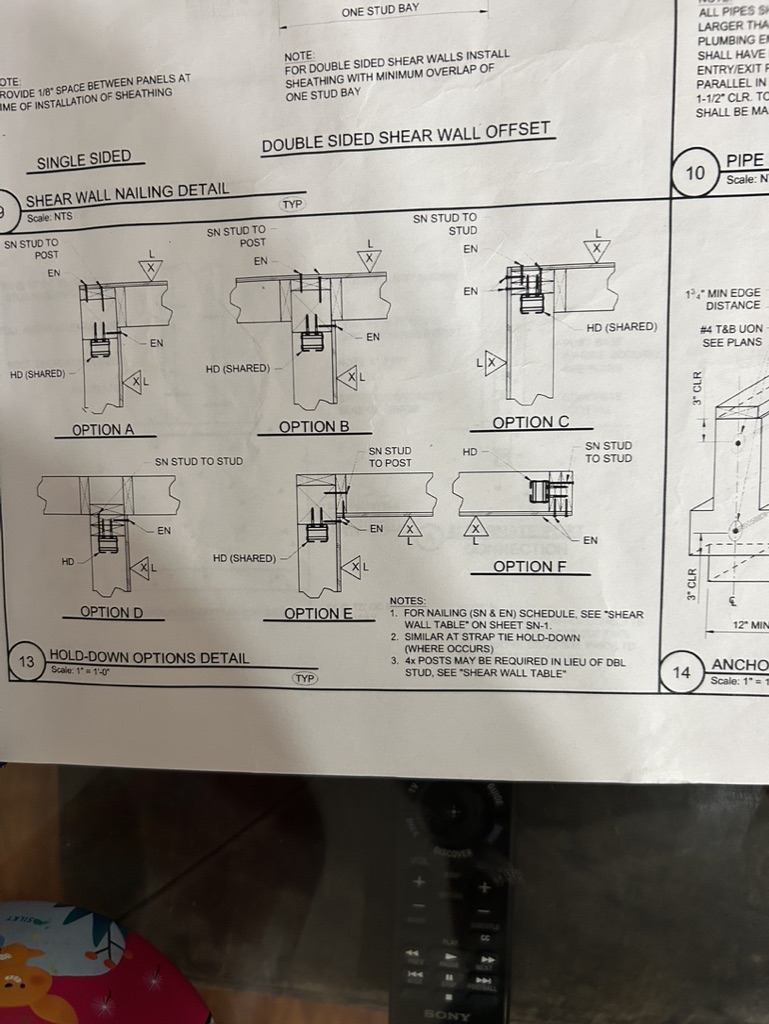 ONE STUD BAY
NOTE:
FOR DOUBLE SIDED SHEAR WALLS INSTALL
SHEATHING WITH MINIMUM OVERLAP OF
ONE STUD BAY
OTE:
ROVIDE 1/8" SPACE BETWEEN PANELS AT
IME OF INSTALLATION OF SHEATHING
SINGLE SIDED
DOUBLE SIDED SHEAR WALL OFFSET
9
SHEAR WALL NAILING DETAIL
Scale: NTS
TYP
ALL PIPES S
LARGER THA
PLUMBING E
SHALL HAVE
ENTRY/EXIT
PARALLEL IN
1-1/2" CLR. TO
SHALL BE MA
10
PIPE
Scale: N
SN STUD TO
POST
EN
L
X
EN
HD (SHARED)
X L
OPTION A
SN STUD TO
POST
EN
L
X
EN
HD (SHARED)
X L
OPTION B
SN STUD TO
STUD
EN
L
X
EN
HD (SHARED)
L X
OPTION C
SN STUD TO STUD
EN
HD
X L
OPTION D
SN STUD
TO POST
EN
X
L
HD (SHARED)
X L
OPTION E
HD
SN STUD
TO STUD
X
L
EN
OPTION F
NOTES:
1. FOR NAILING (SN & EN) SCHEDULE, SEE "SHEAR
WALL TABLE" ON SHEET SN-1.
2. SIMILAR AT STRAP TIE HOLD-DOWN
(WHERE OCCURS)
3. 4x POSTS MAY BE REQUIRED IN LIEU OF DBL
STUD, SEE "SHEAR WALL TABLE"
13
HOLD-DOWN OPTIONS DETAIL
Scale: 1" = 1'-0"
TYP
1 3/4" MIN EDGE
DISTANCE
#4 T&B UON
SEE PLANS
3" CLR
3" CLR
12" MIN
14
ANCHO
Scale: 1" = 1
GUIDE
DISCOVER
VOL
+
+
-
-
CC
PLAY
NEXT
SONY